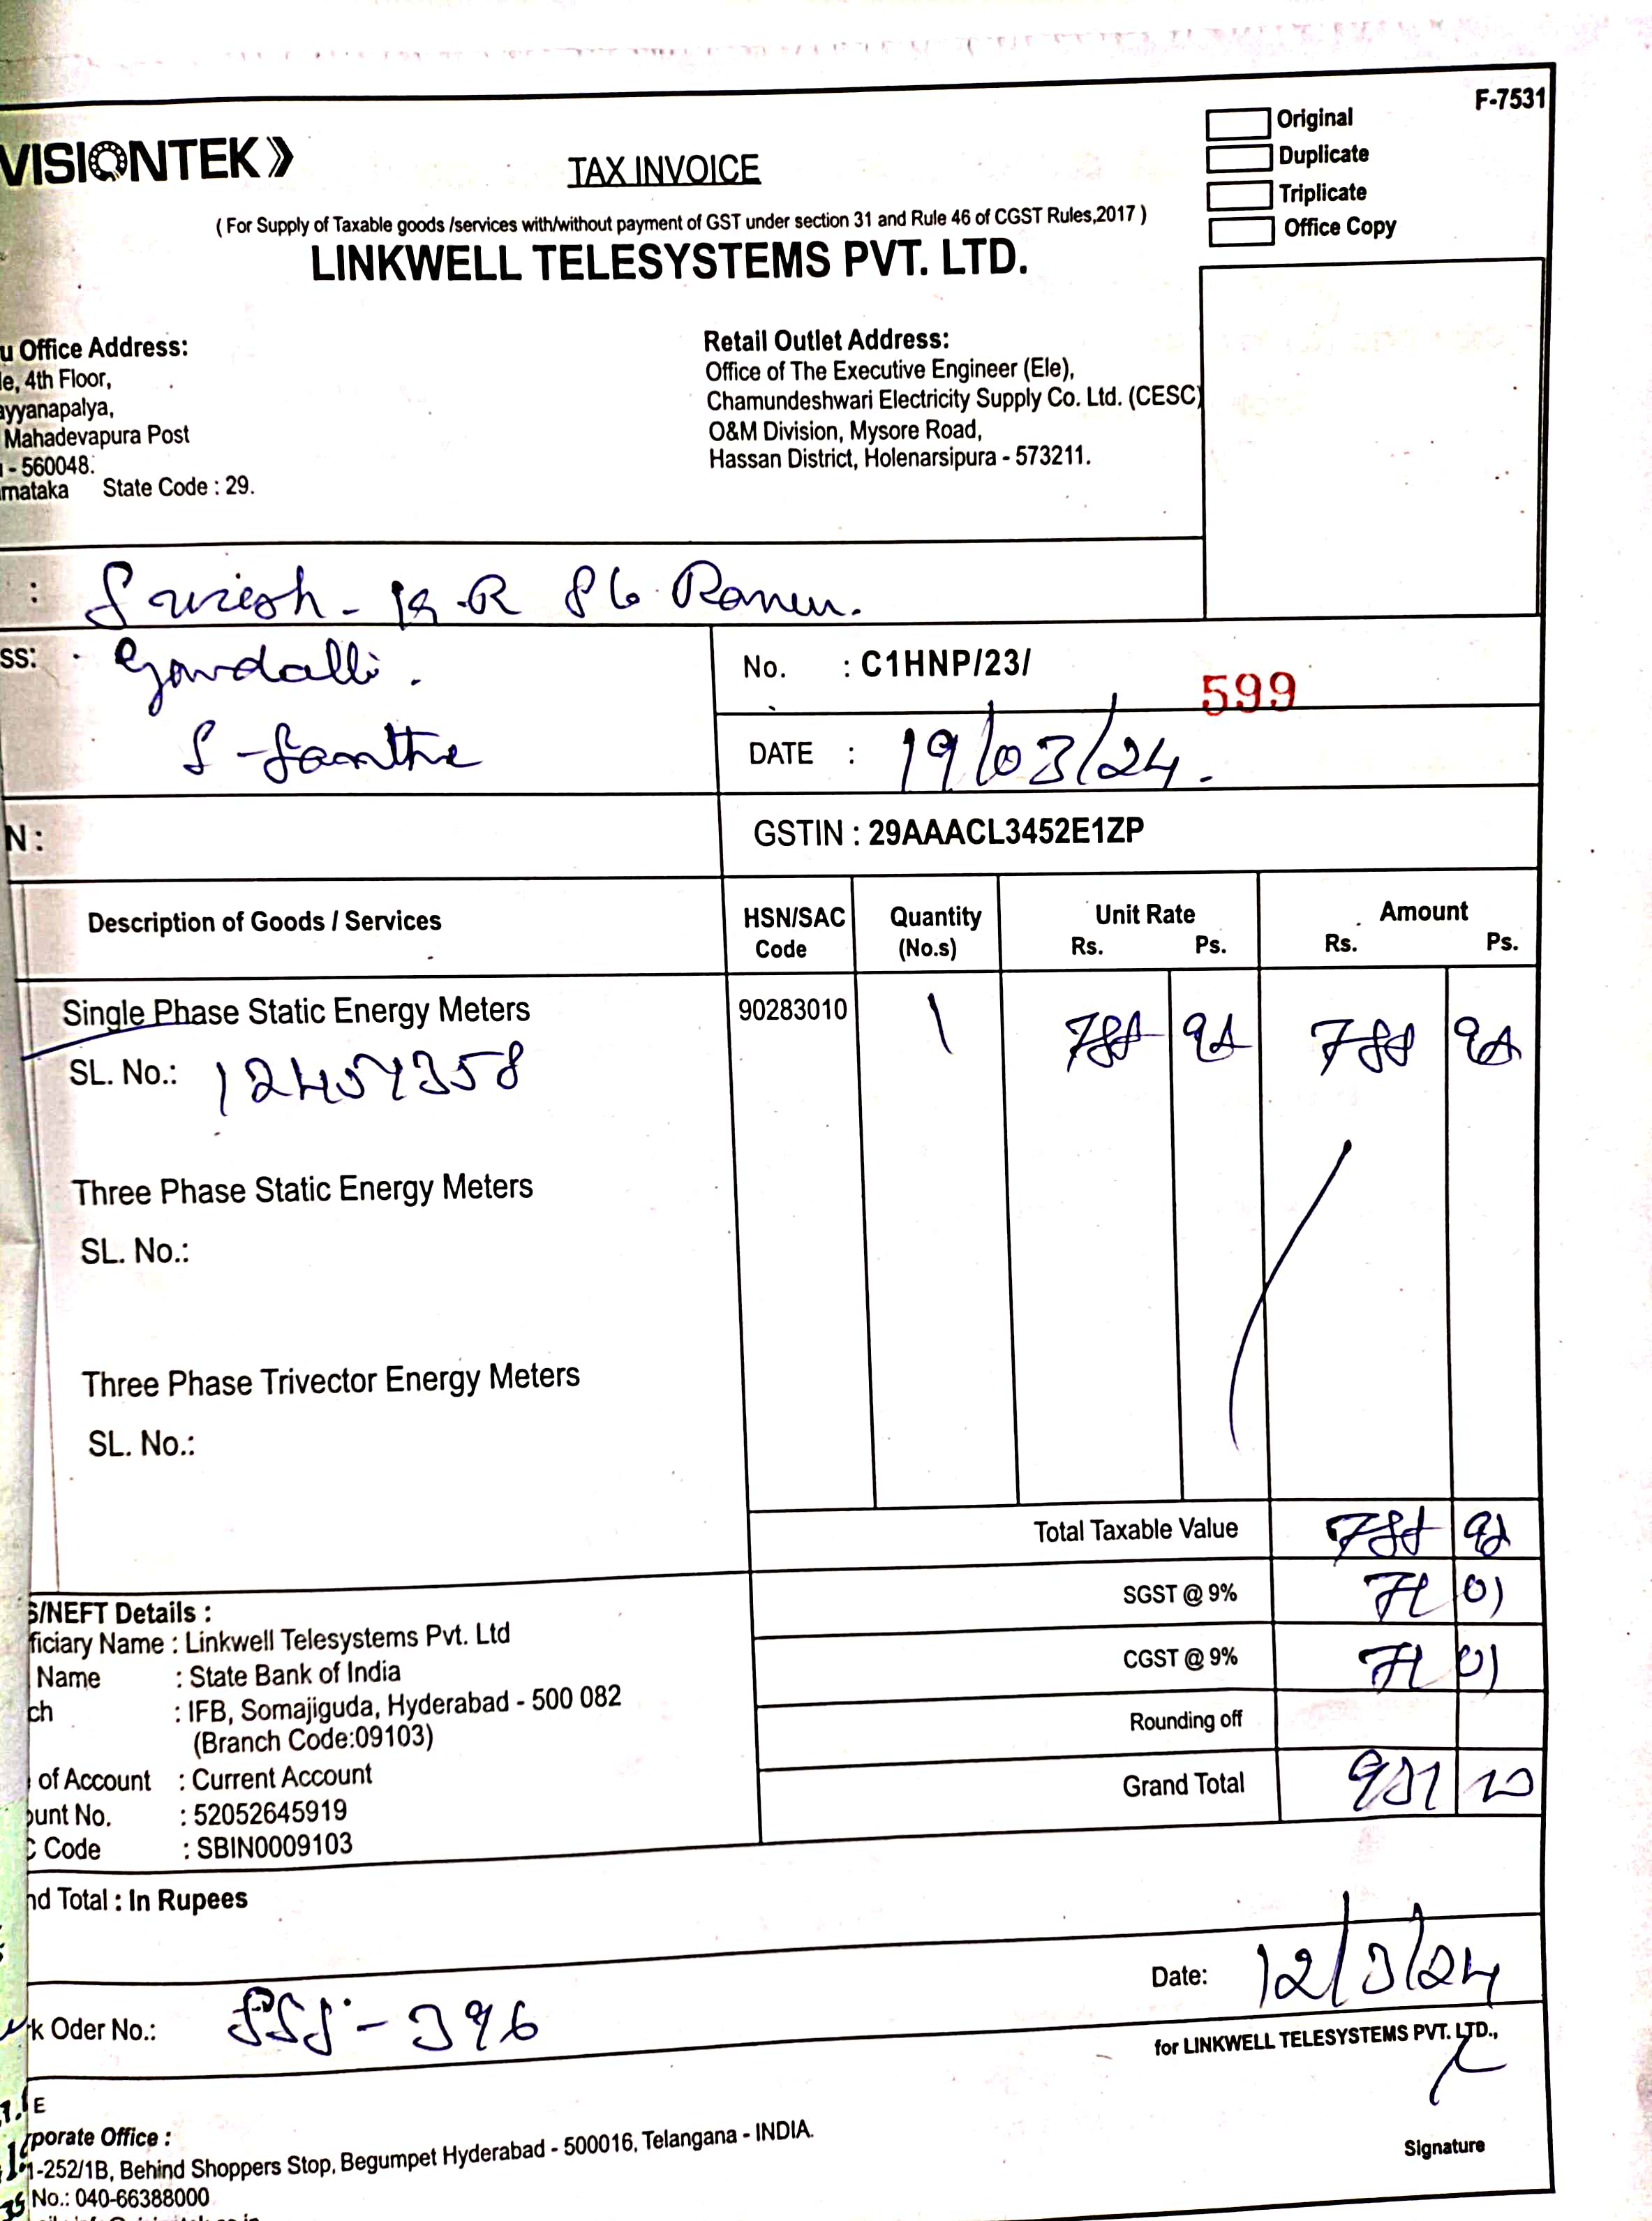 F-7531
Original
Duplicate
Triplicate
Office Copy
VISIONTEK
TAX INVOICE
( For Supply of Taxable goods /services with/without payment of GST under section 31 and Rule 46 of CGST Rules,2017 )
LINKWELL TELESYSTEMS PVT. LTD.
u Office Address:
le, 4th Floor,
ayyanapalya,
Mahadevapura Post
- 560048.
rnataka State Code : 29.
Retail Outlet Address:
Office of The Executive Engineer (Ele),
Chamundeshwari Electricity Supply Co. Ltd. (CESC)
O&M Division, Mysore Road,
Hassan District, Holenarsipura - 573211.
: Suresh - K.R
SS:
No. : C1HNP/23/ 599
DATE : 19/03/24.
N :
GSTIN : 29AAACL3452E1ZP
Description of Goods / Services HSN/SAC Code Quantity (No.s) Unit Rate Rs. Ps. Amount Rs. Ps.
Single Phase Static Energy Meters 90283010 1
SL. No.:
Three Phase Static Energy Meters
SL. No.:
Three Phase Trivector Energy Meters
SL. No.:
Total Taxable Value
SGST @ 9% 71 01
CGST @ 9% 71 01
Rounding off
Grand Total
S/NEFT Details :
ficiary Name : Linkwell Telesystems Pvt. Ltd
Name : State Bank of India
ch : IFB, Somajiguda, Hyderabad - 500 082
(Branch Code:09103)
of Account : Current Account
ount No. : 52052645919
C Code : SBIN0009103
nd Total : In Rupees
Date: 12/3/24
rk Oder No.: 396
for LINKWELL TELESYSTEMS PVT. LTD.,
E
rporate Office :
1-252/1B, Behind Shoppers Stop, Begumpet Hyderabad - 500016, Telangana - INDIA.
No.: 040-66388000
Signature